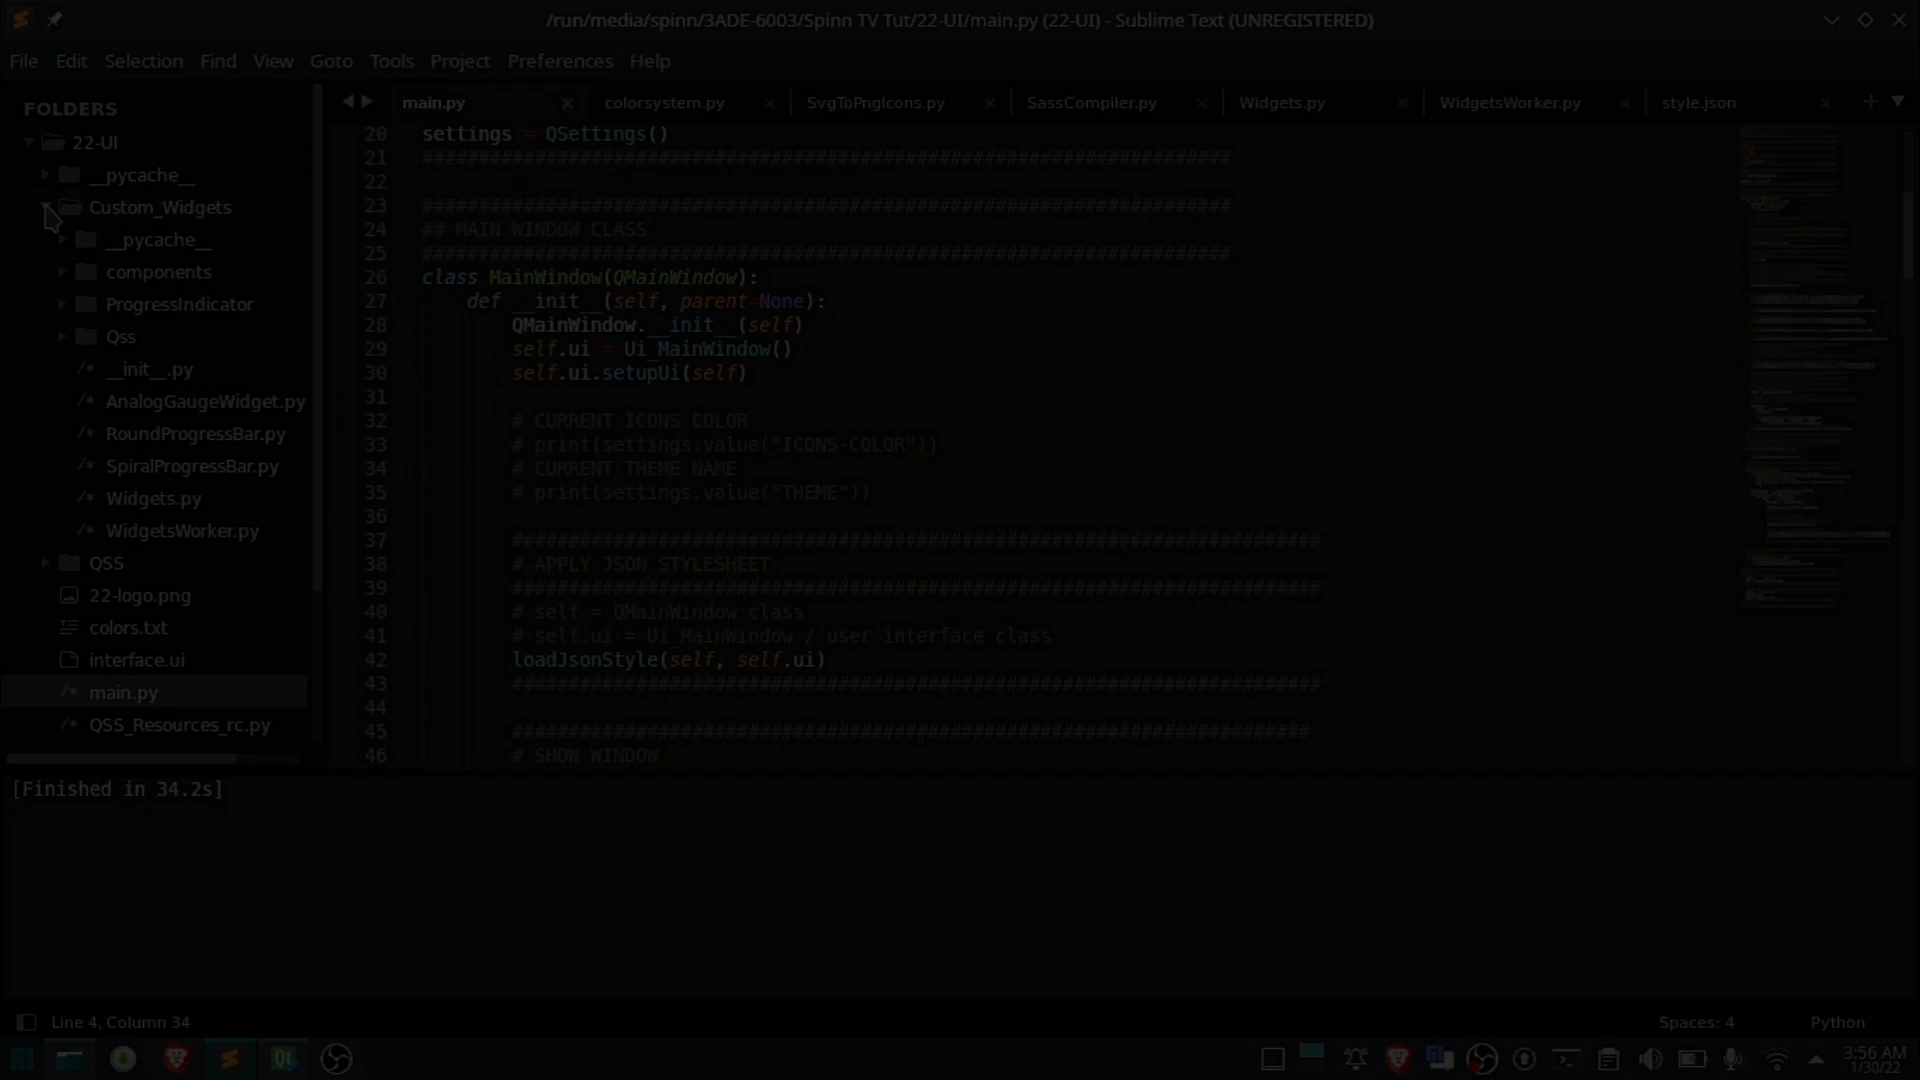 /run/media/spinn/3ADE-6003/Spinn TV Tut/22-UI/main.py (22-UI) - Sublime Text (UNREGISTERED)
File Edit Selection Find View Goto Tools Project Preferences Help
FOLDERS
22-UI
__pycache__
Custom_Widgets
__pycache__
components
ProgressIndicator
Qss
/* __init__.py
/* AnalogGaugeWidget.py
/* RoundProgressBar.py
/* SpiralProgressBar.py
/* Widgets.py
/* WidgetsWorker.py
QSS
22-logo.png
colors.txt
interface.ui
/* main.py
/* QSS_Resources_rc.py
main.py colorsystem.py SvgToPngIcons.py SassCompiler.py Widgets.py WidgetsWorker.py style.json
20 settings = QSettings()
21 ########################################################################
22
23 ########################################################################
24 ## MAIN WINDOW CLASS
25 ########################################################################
26 class MainWindow(QMainWindow):
27 def __init__(self, parent=None):
28 QMainWindow.__init__(self)
29 self.ui = Ui_MainWindow()
30 self.ui.setupUi(self)
31
32 # CURRENT ICONS COLOR
33 # print(settings.value("ICONS-COLOR"))
34 # CURRENT THEME NAME
35 # print(settings.value("THEME"))
36
37 ########################################################################
38 # APPLY JSON STYLESHEET
39 ########################################################################
40 # self = QMainWindow class
41 # self.ui = Ui_MainWindow / user interface class
42 loadJsonStyle(self, self.ui)
43 ########################################################################
44
45 #######################################################################
46 # SHOW WINDOW
[Finished in 34.2s]
Line 4, Column 34
Spaces: 4
Python
3:56 AM
1/30/22